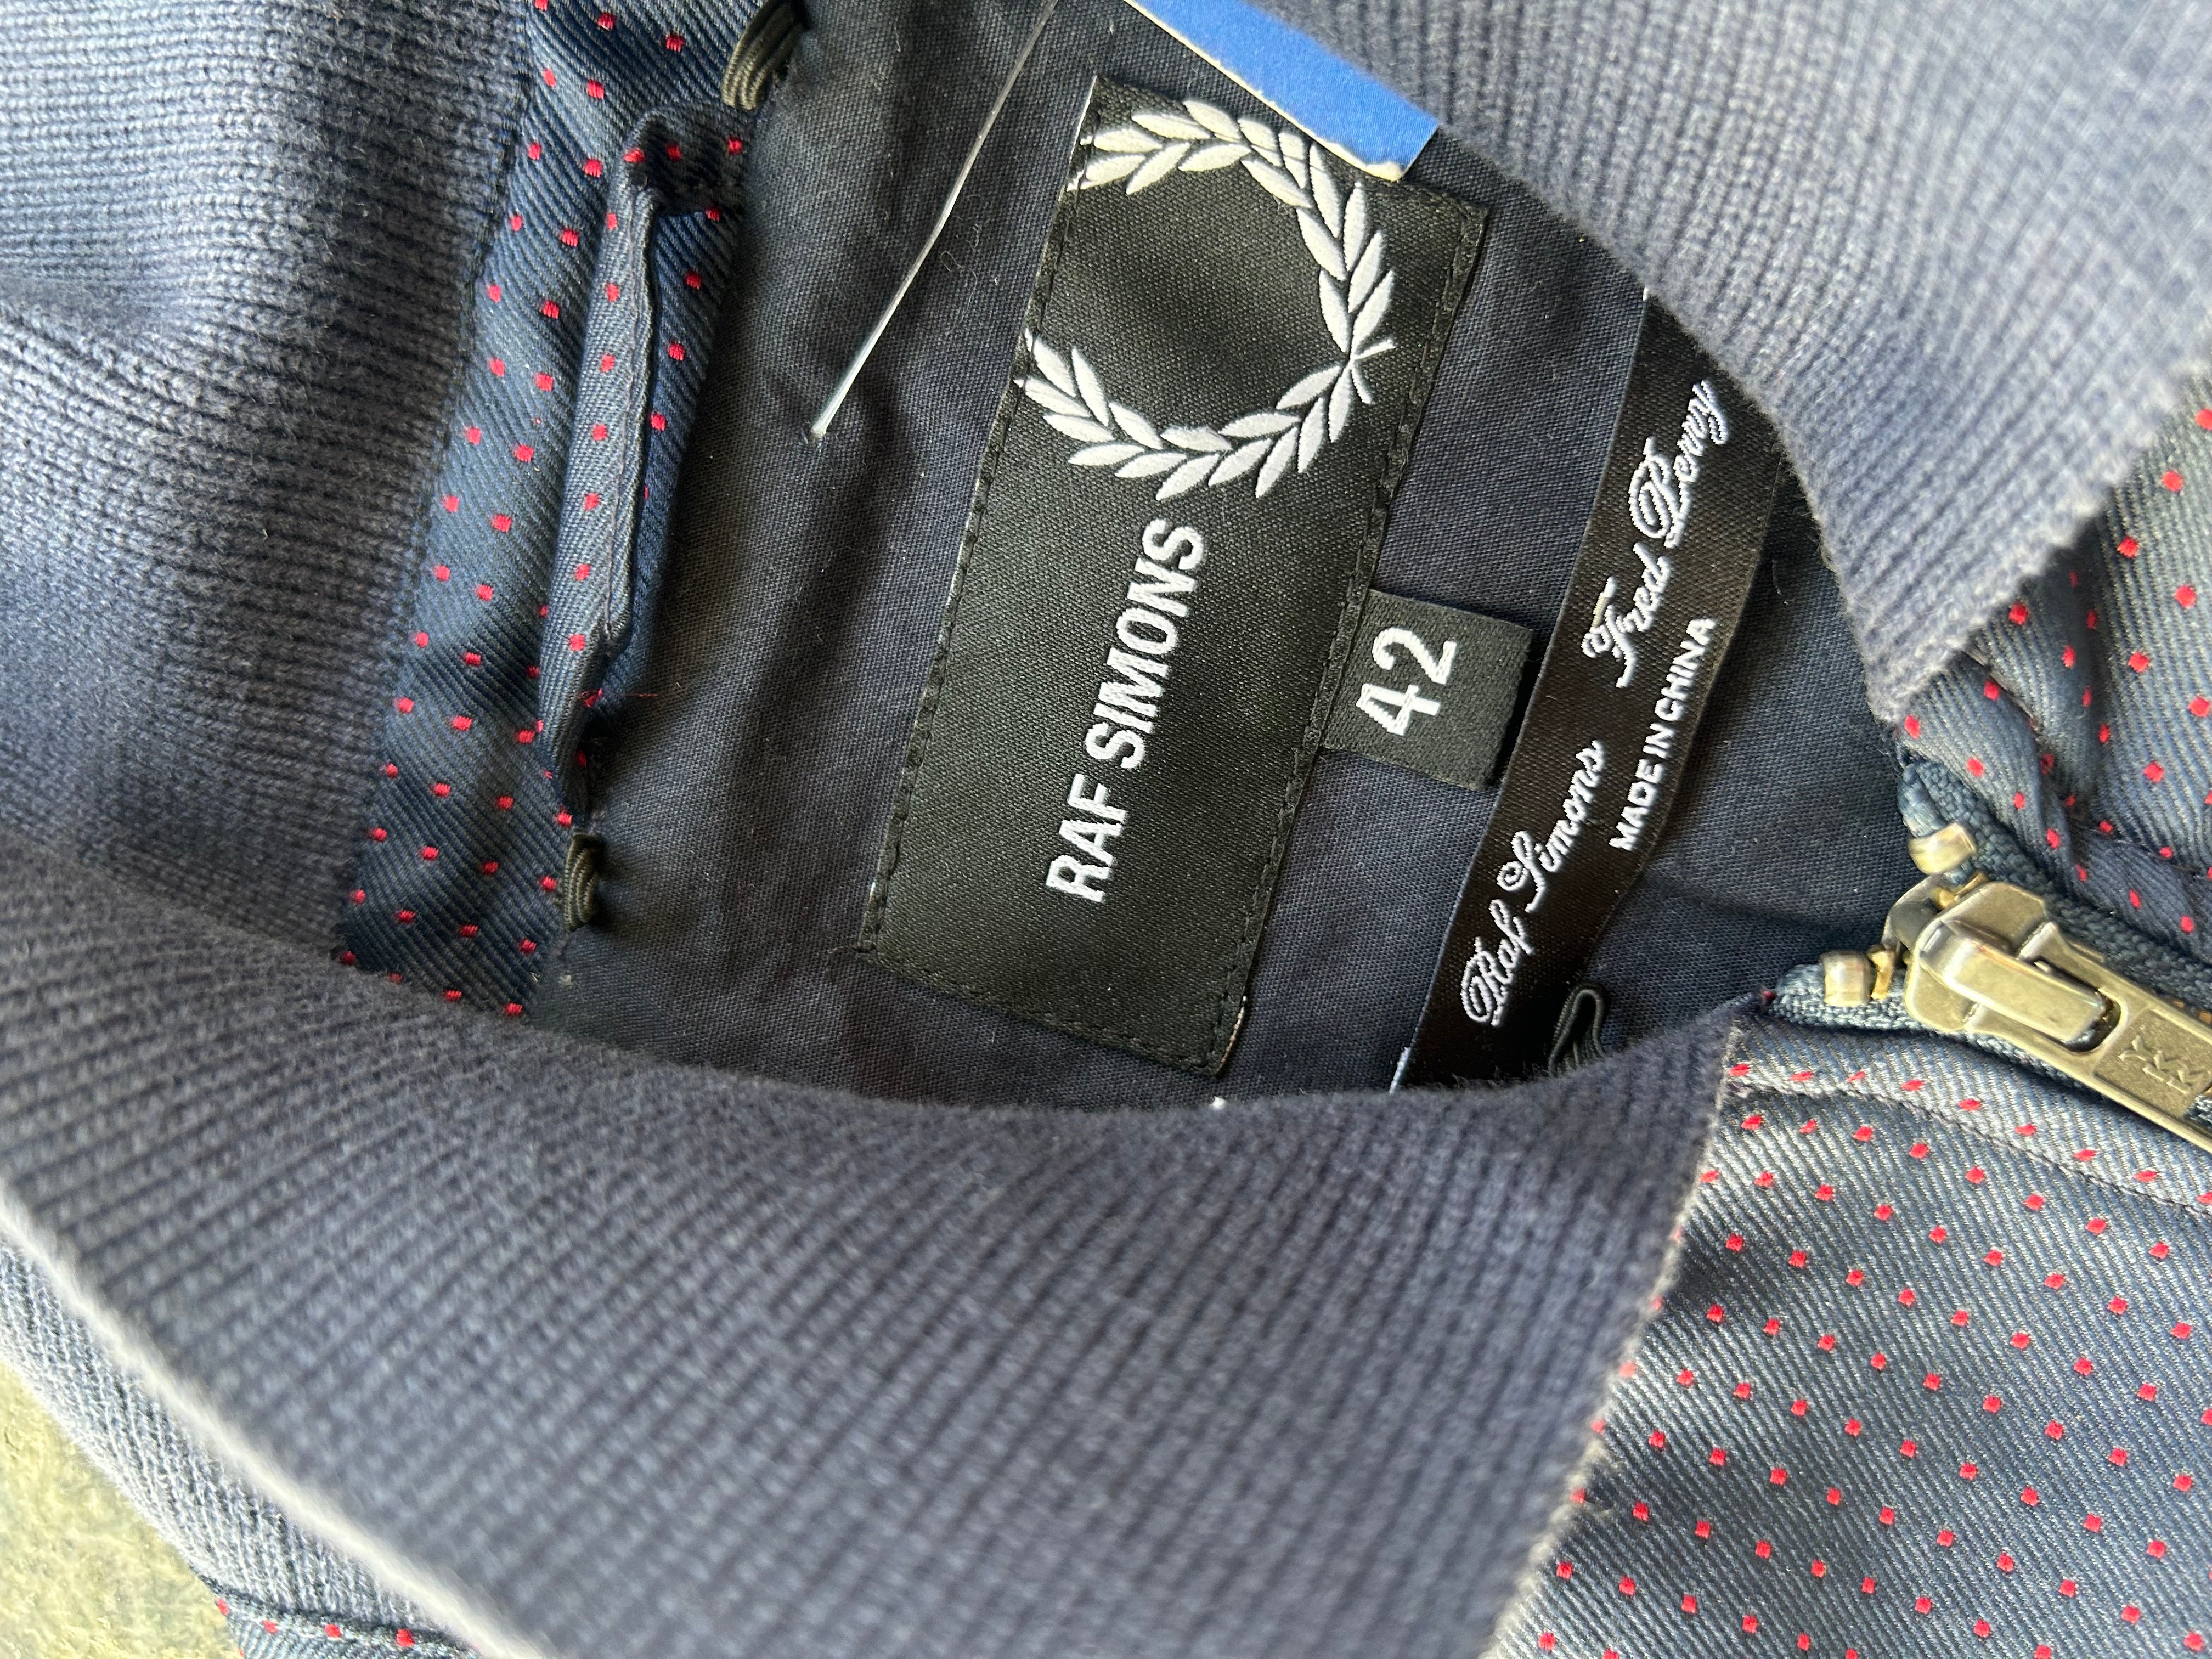 RAF SIMONS
42
Raf Simons Fred Perry
MADE IN CHINA